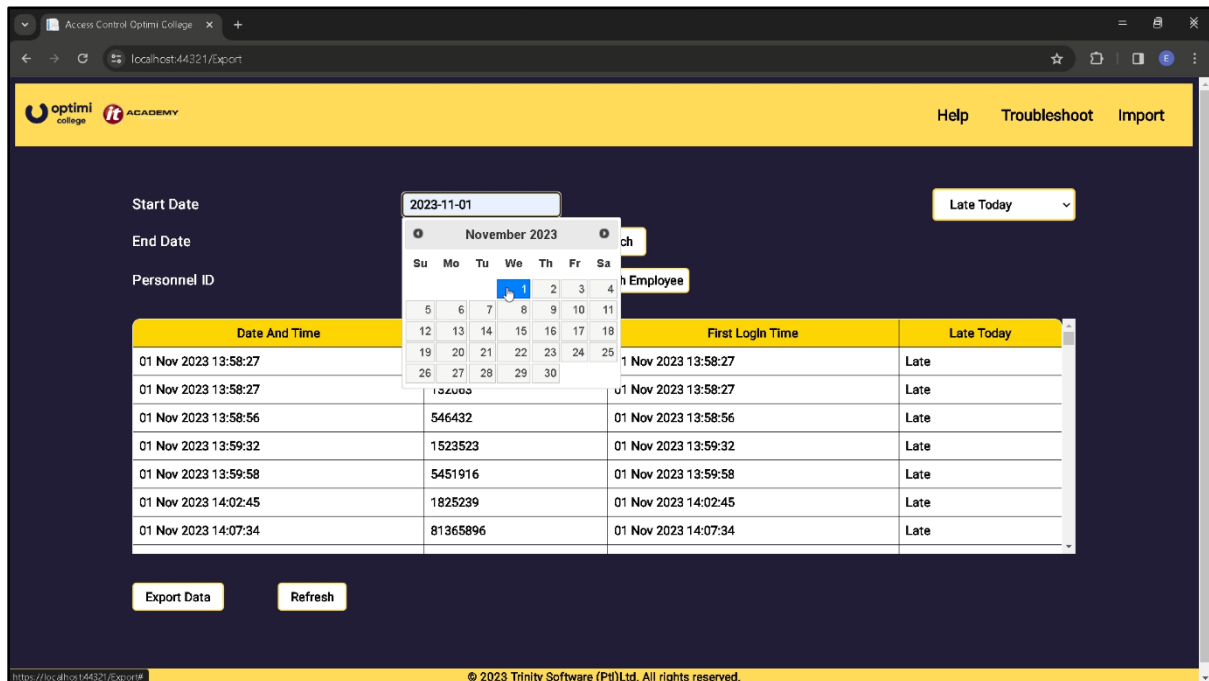 Access Control Optimi College
localhost:44321/Export
E
optimi college it ACADEMY
Help Troubleshoot Import
Start Date 2023-11-01 Late Today
November 2023
End Date ch
Su Mo Tu We Th Fr Sa
Personnel ID h Employee
1 2 3 4
5 6 7 8 9 10 11
12 13 14 15 16 17 18
19 20 21 22 23 24 25
26 27 28 29 30
Date And Time First LogIn Time Late Today
01 Nov 2023 13:58:27 1 Nov 2023 13:58:27 Late
01 Nov 2023 13:58:27 132063 01 Nov 2023 13:58:27 Late
01 Nov 2023 13:58:56 546432 01 Nov 2023 13:58:56 Late
01 Nov 2023 13:59:32 1523523 01 Nov 2023 13:59:32 Late
01 Nov 2023 13:59:58 5451916 01 Nov 2023 13:59:58 Late
01 Nov 2023 14:02:45 1825239 01 Nov 2023 14:02:45 Late
01 Nov 2023 14:07:34 81365896 01 Nov 2023 14:07:34 Late
Export Data Refresh
https://localhost:44321/Export#
© 2023 Trinity Software (Ptl)Ltd. All rights reserved.